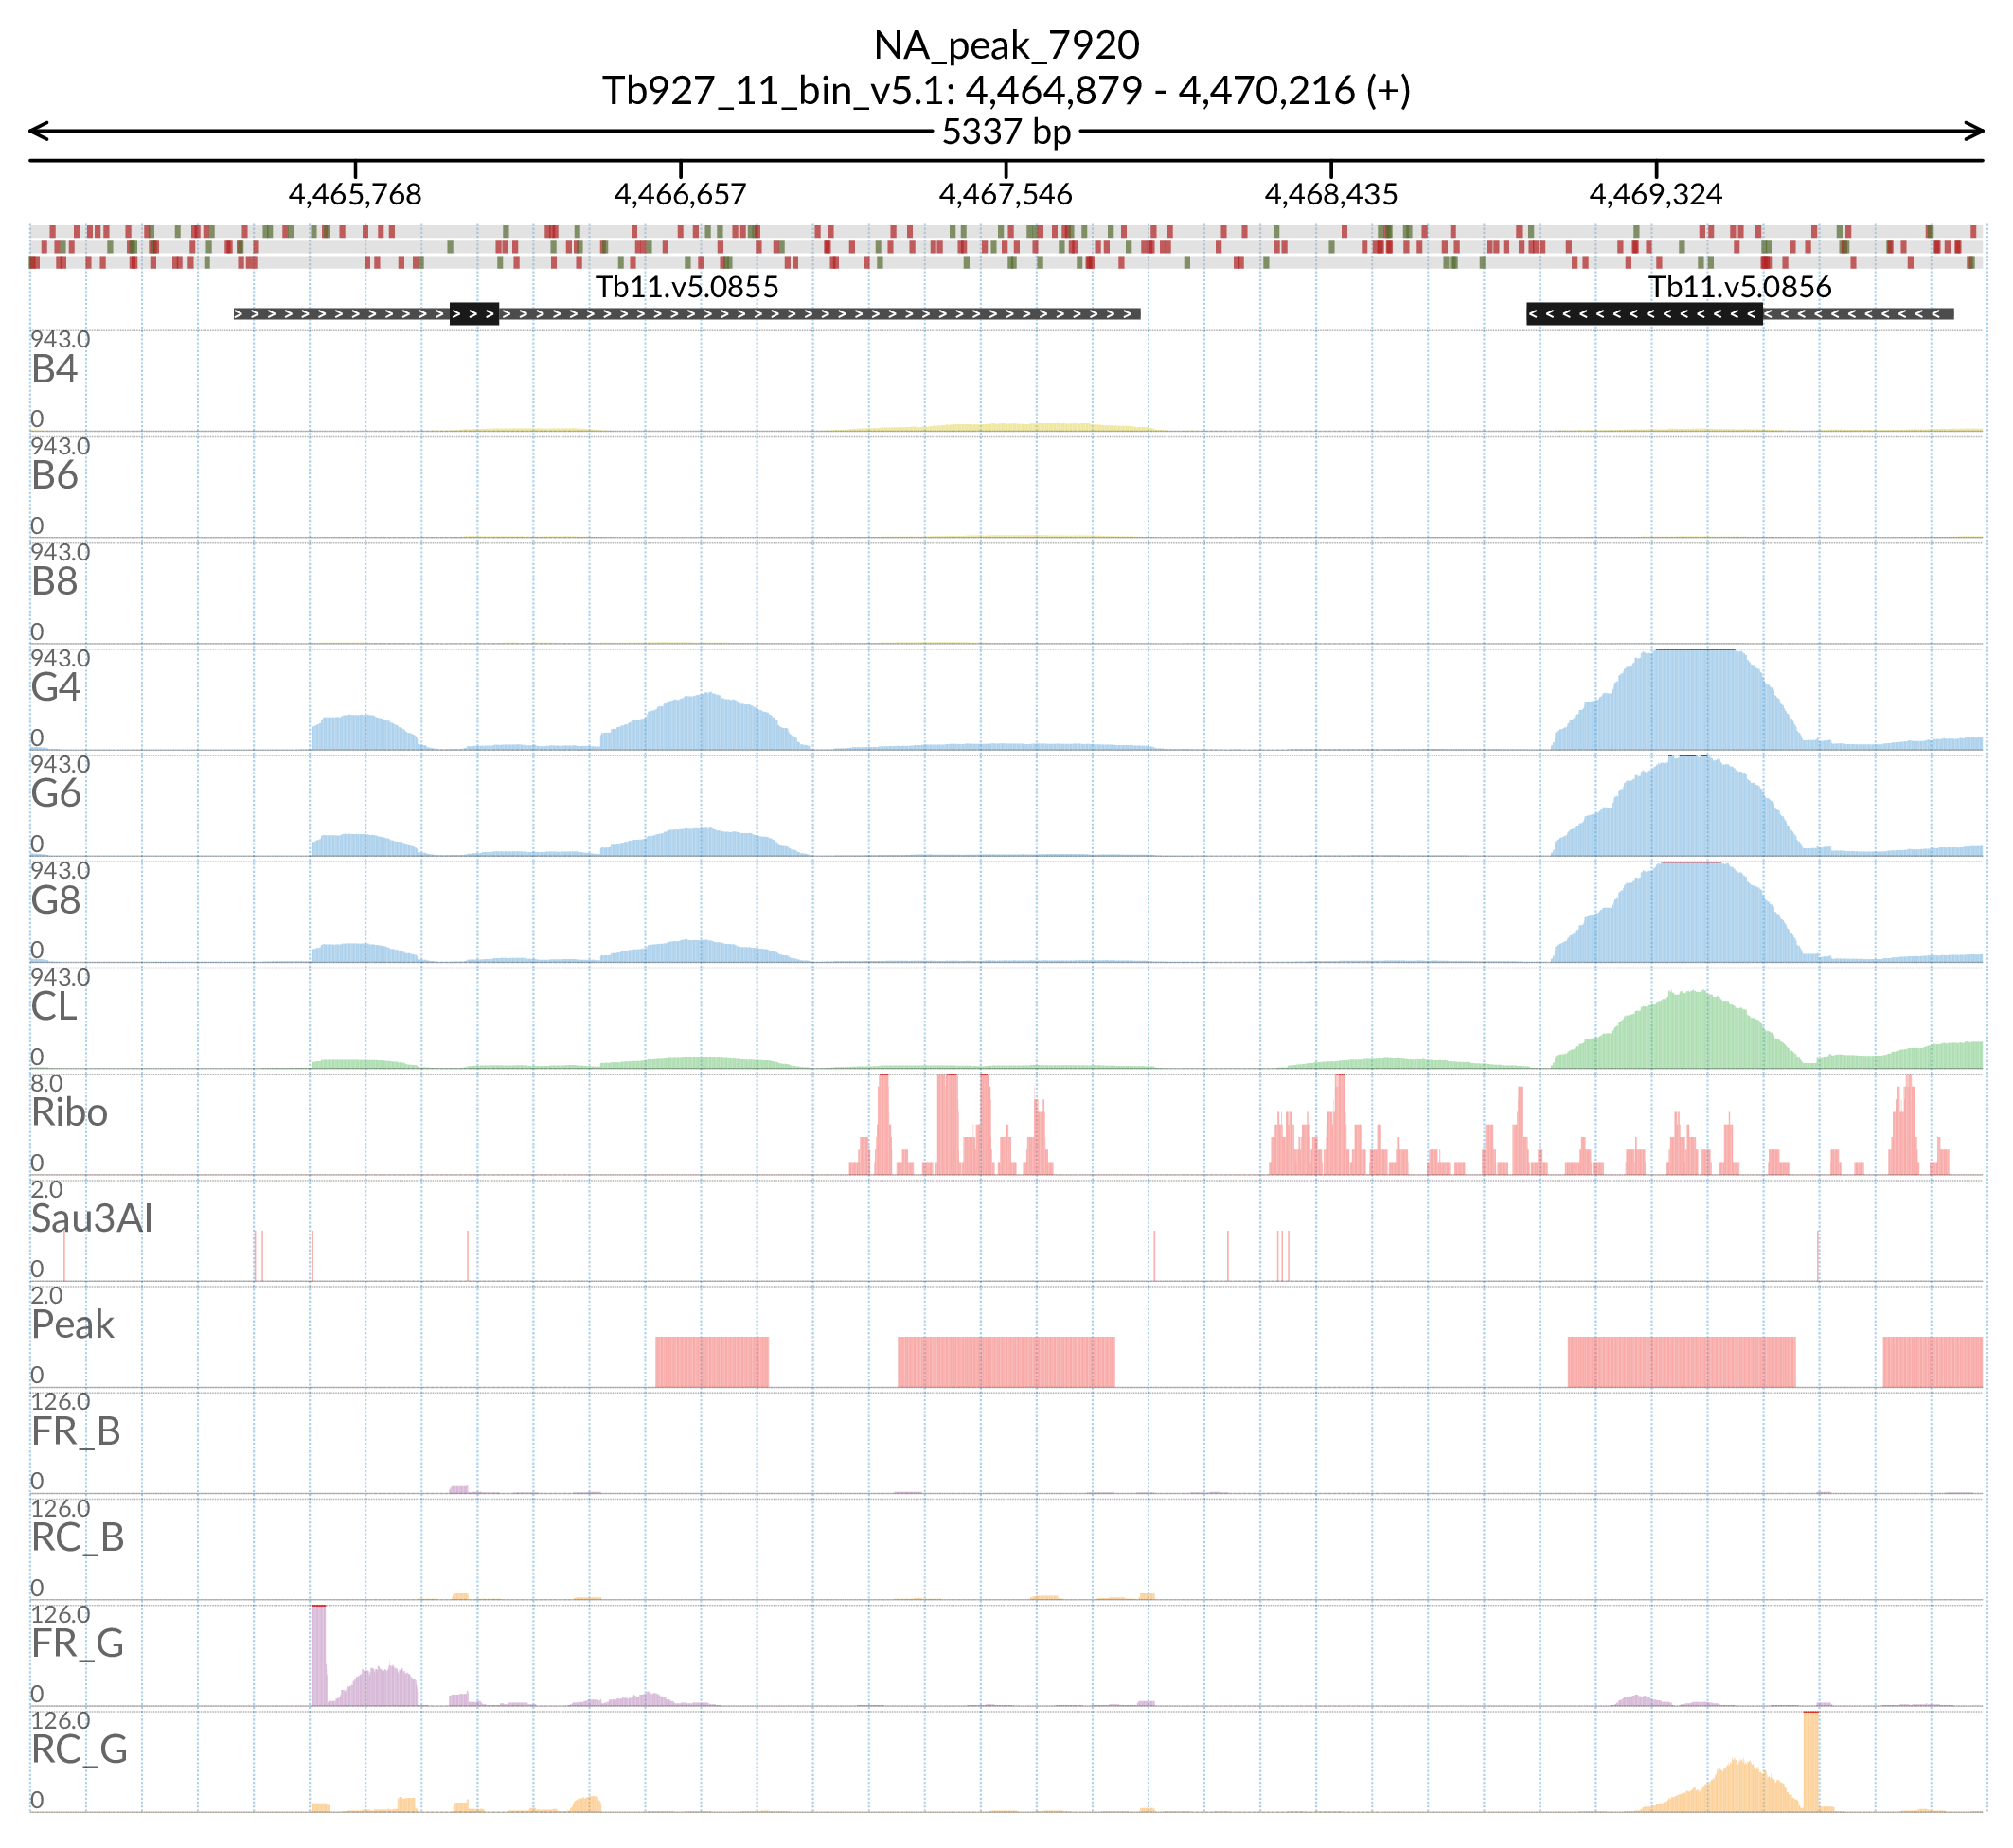 NA_peak_7920
Tb927_11_bin_v5.1: 4,464,879 - 4,470,216 (+)
5337 bp
4,465,768 4,466,657 4,467,546 4,468,435 4,469,324
Tb11.v5.0855 Tb11.v5.0856
943.0
B4
0
943.0
B6
0
943.0
B8
0
943.0
G4
0
943.0
G6
0
943.0
G8
0
943.0
CL
0
8.0
Ribo
0
2.0
Sau3AI
0
2.0
Peak
0
126.0
FR_B
0
126.0
RC_B
0
126.0
FR_G
0
126.0
RC_G
0